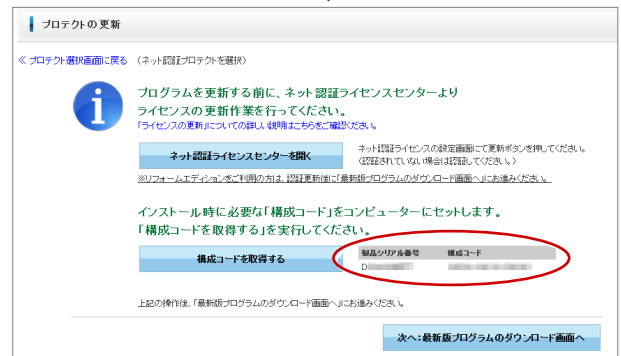 プロテクトの更新
≪ プロテクト選択画面に戻る （ネット認証プロテクトを選択）
プログラムを更新する前に、ネット認証ライセンスセンターより
ライセンスの更新作業を行ってください。
「ライセンスの更新」についての詳しい説明はこちらをご確認ください。
ネット認証ライセンスセンターを開く
ネット認証ライセンスの設定画面にて更新ボタンを押してください。
（認証されていない場合は認証してください。）
※リフォームエディションをご利用の方は、認証更新後に「最新版プログラムのダウンロード画面へ」にお進みください。
インストール時に必要な「構成コード」をコンピューターにセットします。
「構成コードを取得する」を実行してください。
構成コードを取得する
製品シリアル番号 構成コード
D
上記の操作後、「最新版プログラムのダウンロード画面へ」にお進みください。
次へ：最新版プログラムのダウンロード画面へ